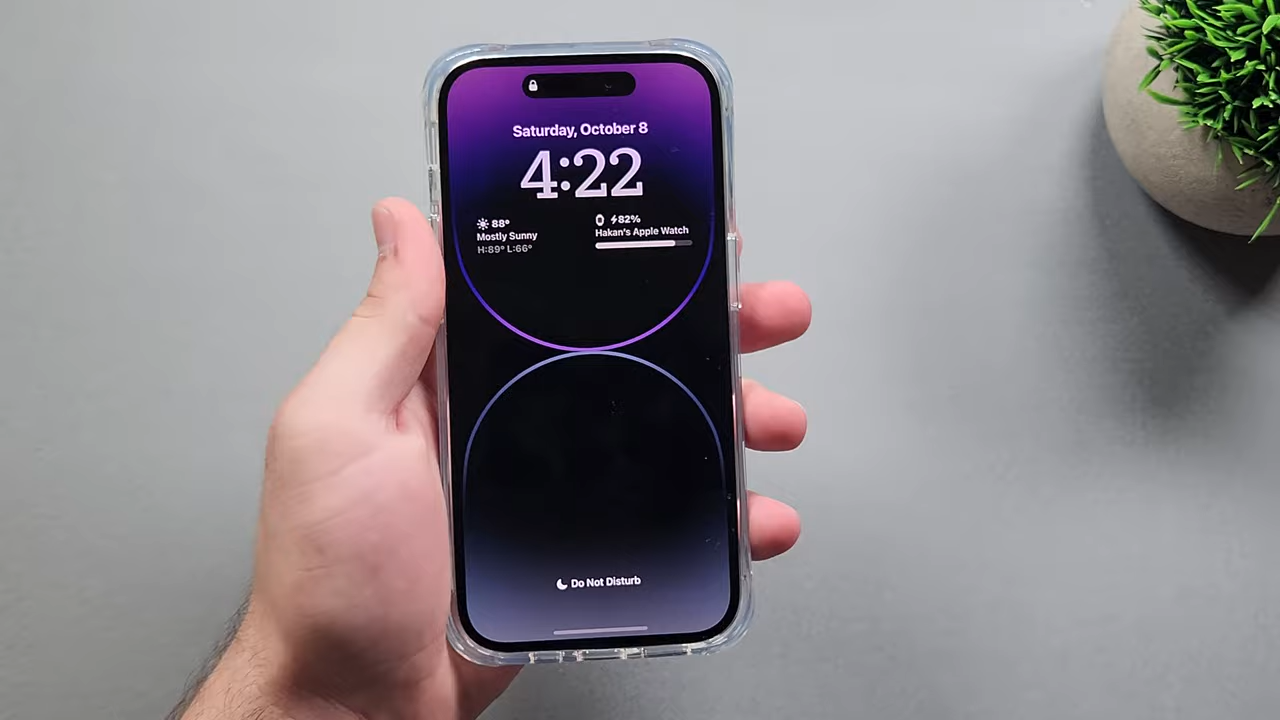 Saturday, October 8
4:22
88°
Mostly Sunny
H:89° L:66°
82%
Hakan's Apple Watch
Do Not Disturb